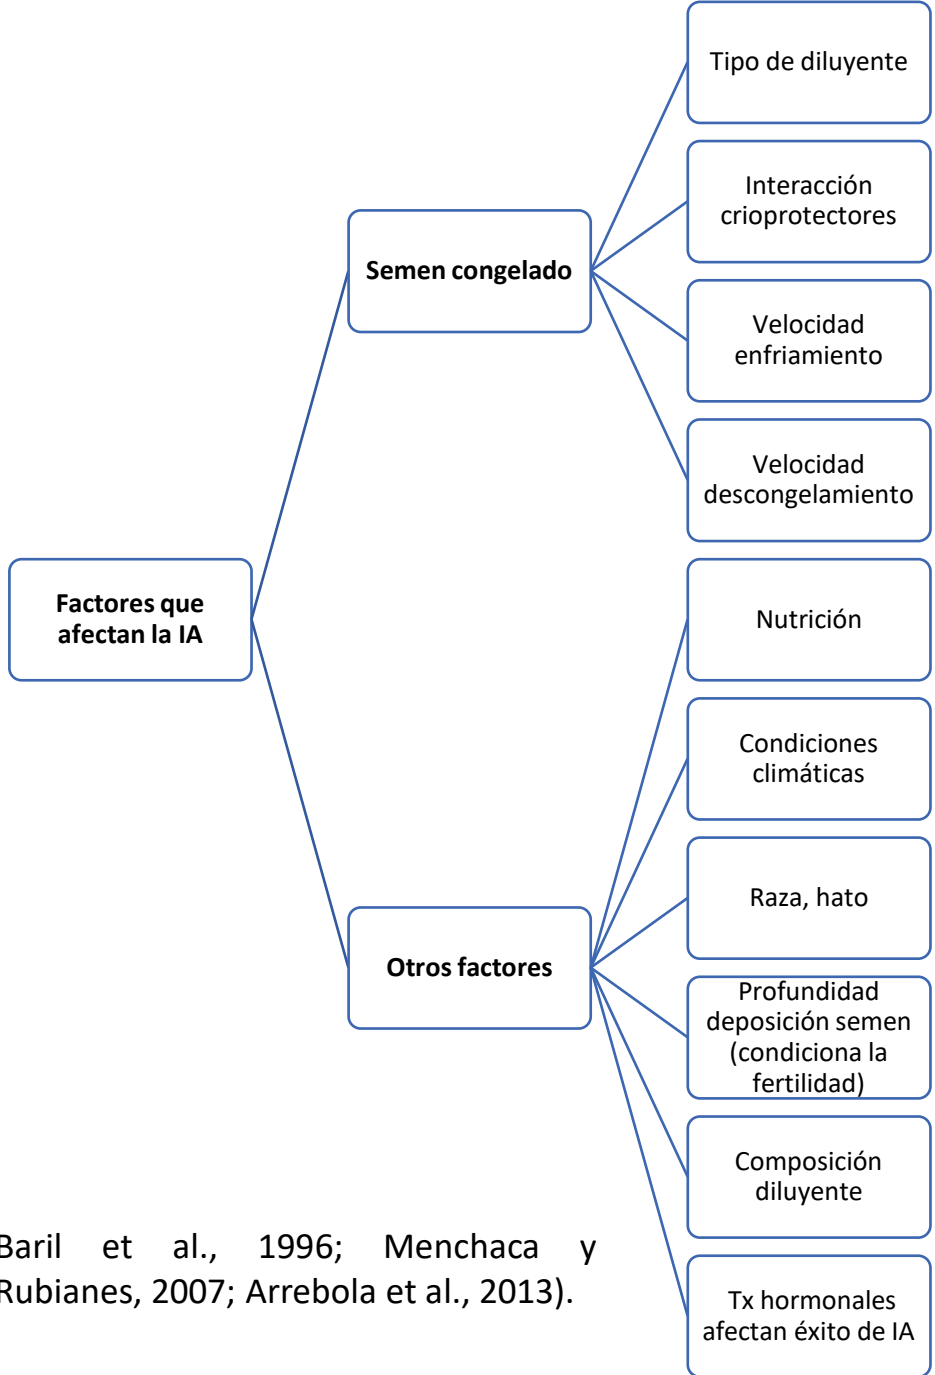 Tipo de diluyente
Interacción
crioprotectores
Semen congelado
Velocidad
enfriamiento
Velocidad
descongelamiento
Factores que
afectan la IA
Nutrición
Condiciones
climáticas
Raza, hato
Otros factores
Profundidad
deposición semen
(condiciona la
fertilidad)
Composición
diluyente
Baril et al., 1996; Menchaca y
Rubianes, 2007; Arrebola et al., 2013).
Tx hormonales
afectan éxito de IA